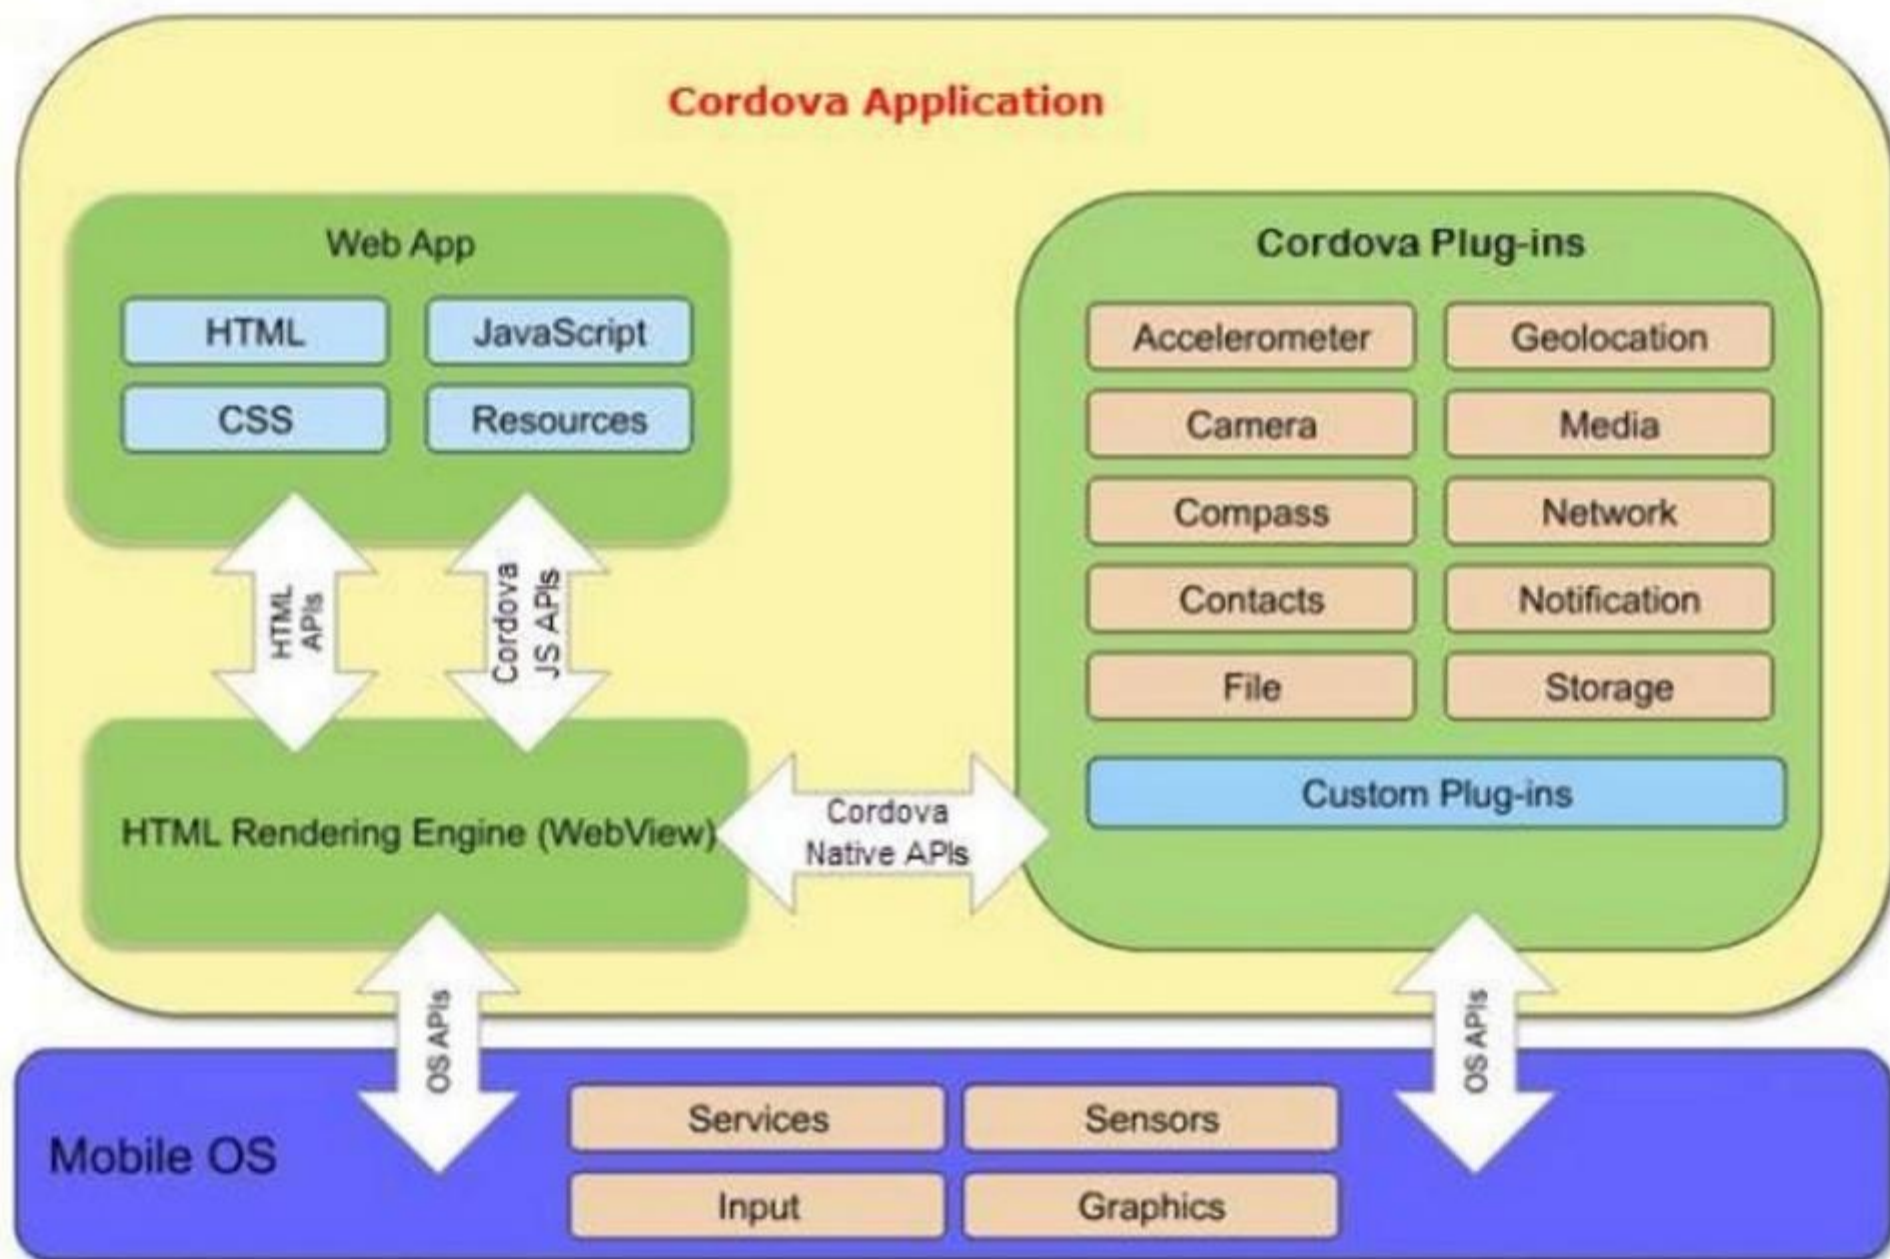 Cordova Application
Web App
HTML
JavaScript
CSS
Resources
HTML
APIs
Cordova
JS APIs
HTML Rendering Engine (WebView)
Cordova
Native APIs
Cordova Plug-ins
Accelerometer
Geolocation
Camera
Media
Compass
Network
Contacts
Notification
File
Storage
Custom Plug-ins
OS APIs
OS APIs
Mobile OS
Services
Sensors
Input
Graphics